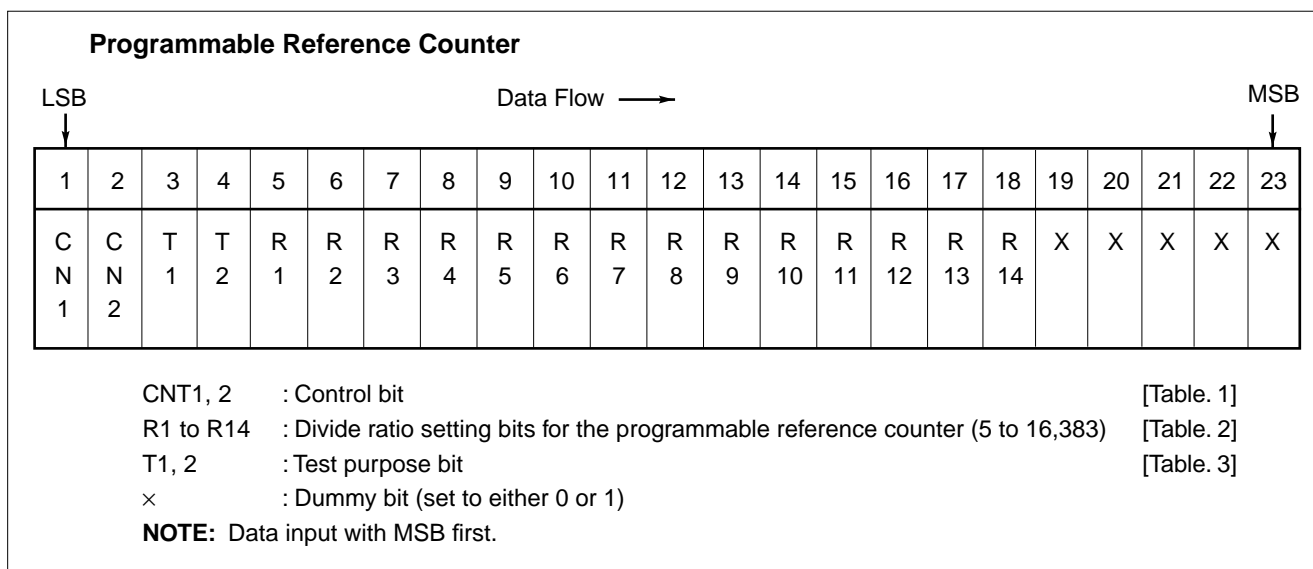 Programmable Reference Counter
LSB Data Flow MSB
1 2 3 4 5 6 7 8 9 10 11 12 13 14 15 16 17 18 19 20 21 22 23
C C T T R R R R R R R R R R R R R R X X X X X
N N 1 2 1 2 3 4 5 6 7 8 9 10 11 12 13 14
1 2
CNT1, 2 : Control bit [Table. 1]
R1 to R14 : Divide ratio setting bits for the programmable reference counter (5 to 16,383) [Table. 2]
T1, 2 : Test purpose bit [Table. 3]
× : Dummy bit (set to either 0 or 1)
NOTE: Data input with MSB first.